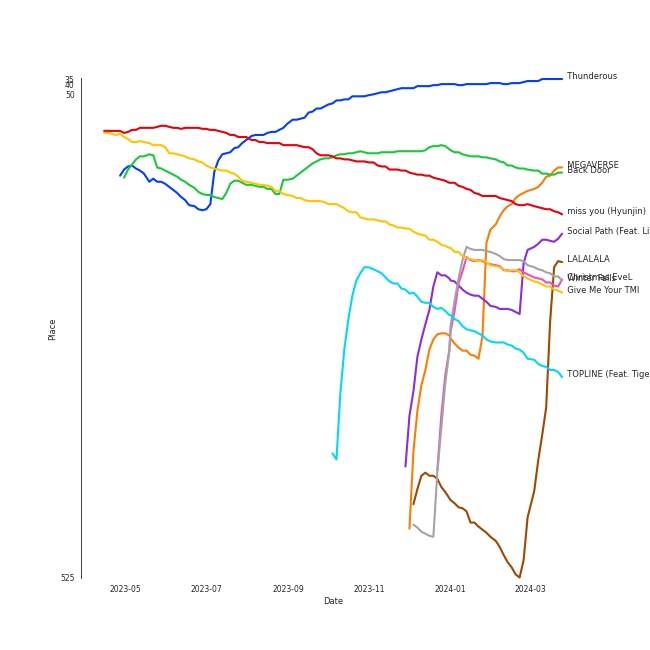 35
40
50
Thunderous
MEGAVERSE
Back Door
miss you (Hyunjin)
Social Path (Feat. Li
LALALALA
Christmas EveL
Winter Falls
Give Me Your TMI
TOPLINE (Feat. Tige
Place
525
2023-05 2023-07 2023-09 2023-11 2024-01 2024-03
Date